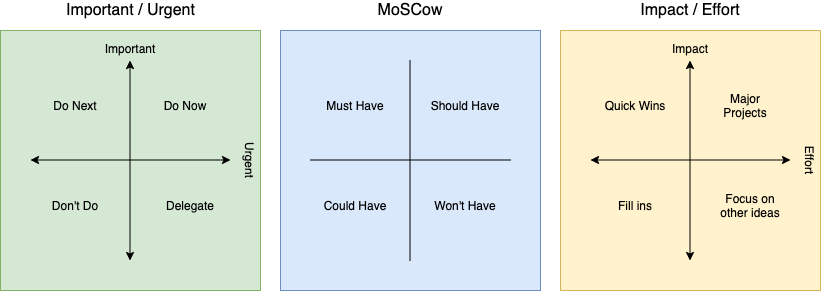 Important / Urgent
Important
Do Next
Do Now
Urgent
Don't Do
Delegate
MoSCow
Must Have
Should Have
Could Have
Won't Have
Impact / Effort
Impact
Quick Wins
Major
Projects
Effort
Fill ins
Focus on
other ideas